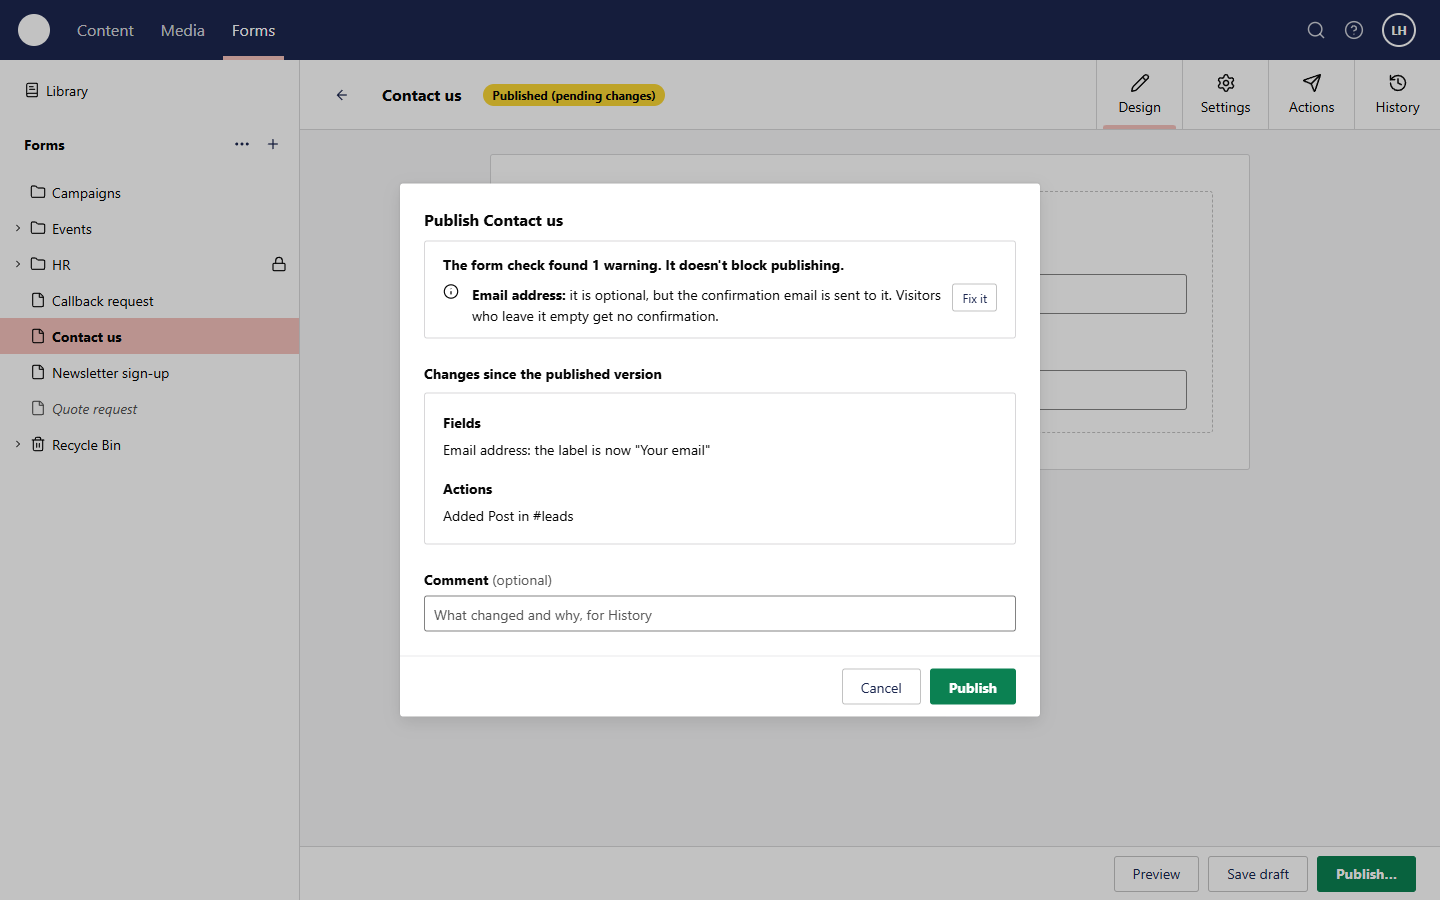 Content
Media
Forms
LH
Library
Forms
Campaigns
Events
HR
Callback request
Contact us
Newsletter sign-up
Quote request
Recycle Bin
Contact us
Published (pending changes)
Design
Settings
Actions
History
Publish Contact us
The form check found 1 warning. It doesn't block publishing.
Email address: it is optional, but the confirmation email is sent to it. Visitors
who leave it empty get no confirmation.
Fix it
Changes since the published version
Fields
Email address: the label is now "Your email"
Actions
Added Post in #leads
Comment (optional)
What changed and why, for History
Cancel
Publish
Preview
Save draft
Publish...